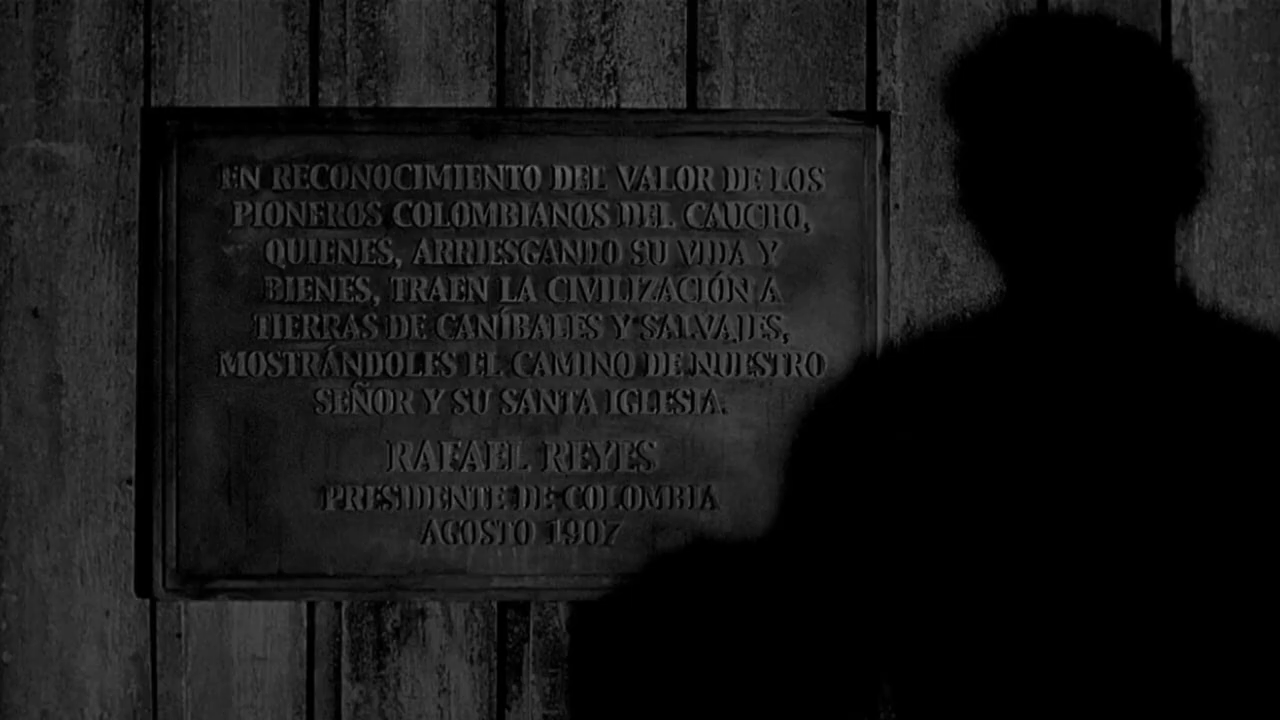 EN RECONOCIMIENTO DEL VALOR DE LOS
PIONEROS COLOMBIANOS DEL CAUCHO,
QUIENES, ARRIESGANDO SU VIDA Y
BIENES, TRAEN LA CIVILIZACIÓN A
TIERRAS DE CANÍBALES Y SALVAJES,
MOSTRÁNDOLES EL CAMINO DE NUESTRO
SEÑOR Y SU SANTA IGLESIA.
RAFAEL REYES
PRESIDENTE DE COLOMBIA
AGOSTO 1907